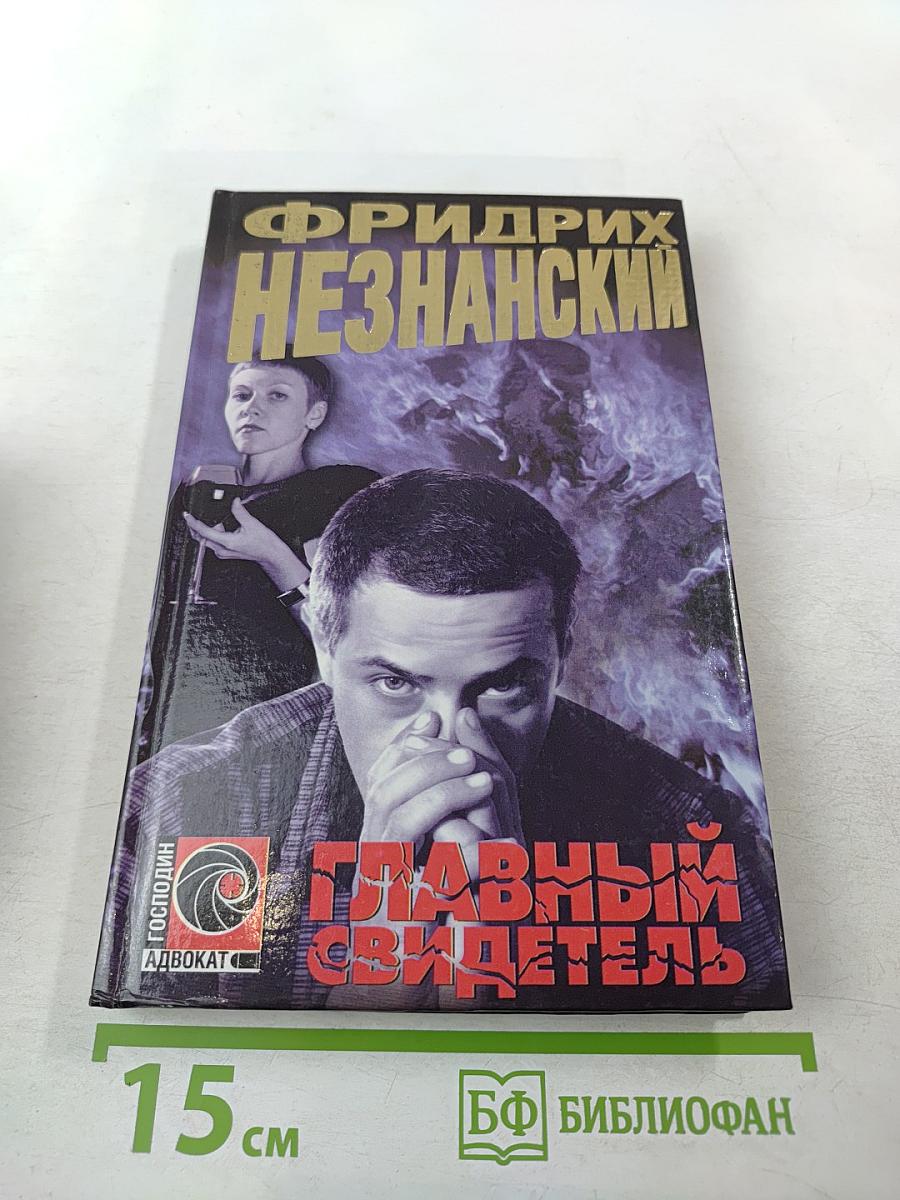 ФРИДРИХ
НЕЗНАНСКИЙ
ГОСПОДИН
АДВОКАТ
ГЛАВНЫЙ
СВИДЕТЕЛЬ
15 см
БФ БИБЛИОФАН